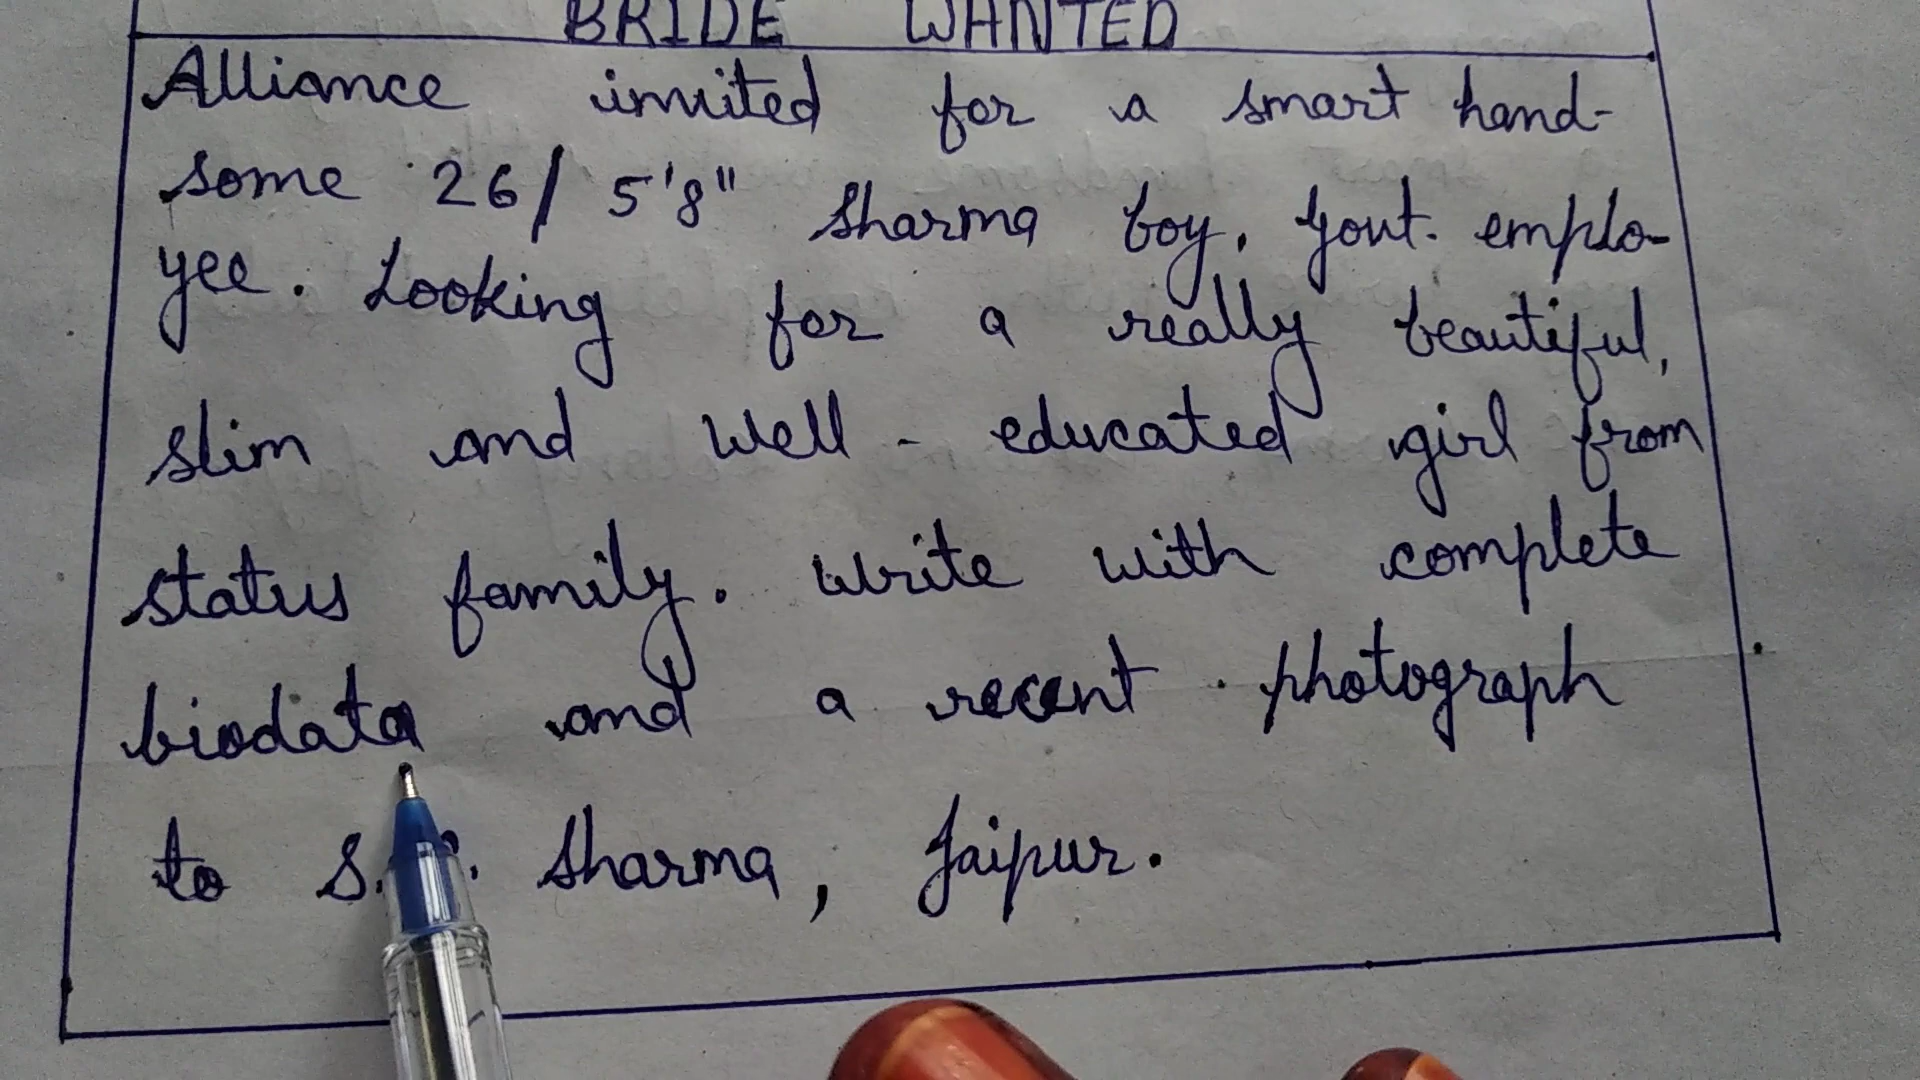 BRIDE WANTED
Alliance invited for a smart hand-
some 26/ 5'8" Sharma boy, Govt. emplo-
yee. Looking for a really beautiful,
slim and well - educated girl from
status family. Write with complete
biodata and a recent photograph
to S. Sharma, Jaipur.